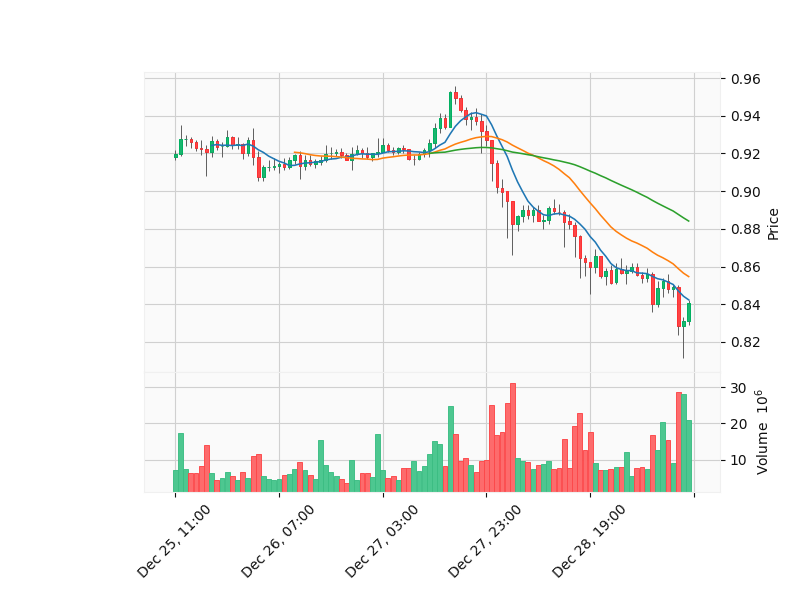 0.96
0.94
0.92
0.90
0.88
0.86
0.84
0.82
Price
30
20
10
Volume 10^6
Dec 25, 11:00
Dec 26, 07:00
Dec 27, 03:00
Dec 27, 23:00
Dec 28, 19:00